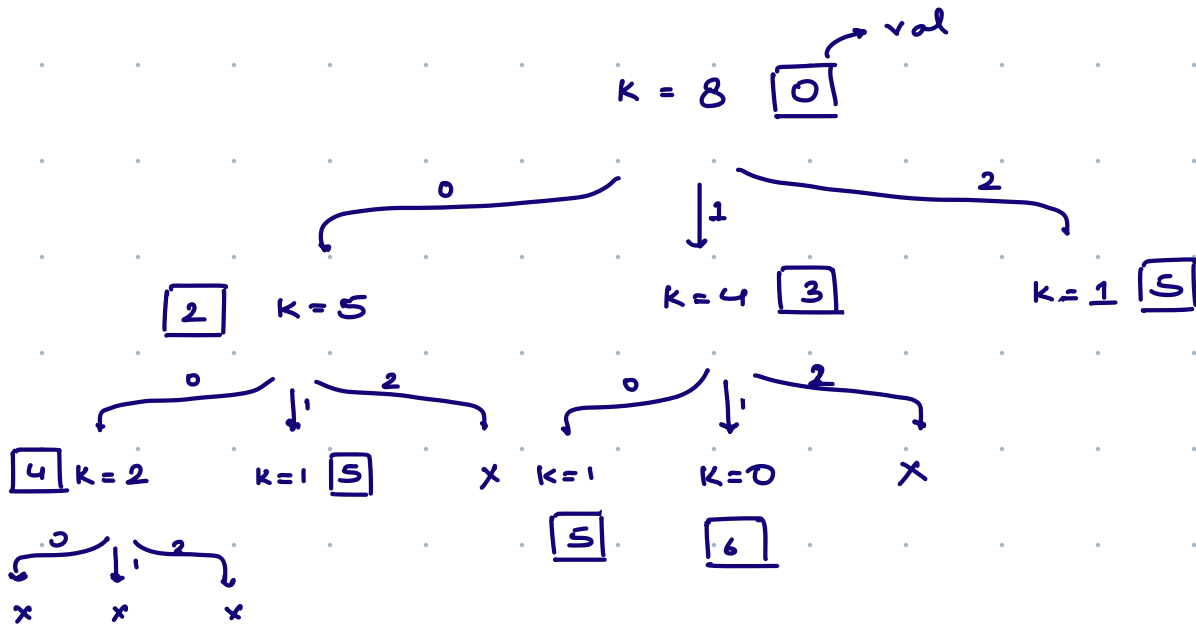 val
K = 8 0
0 1 2
2 K = 5 K = 4 3 K = 1 5
0 1 2 0 1 2
4 K = 2 K = 1 5 x K = 1 K = 0 x
5 6
0 1 2
x x x